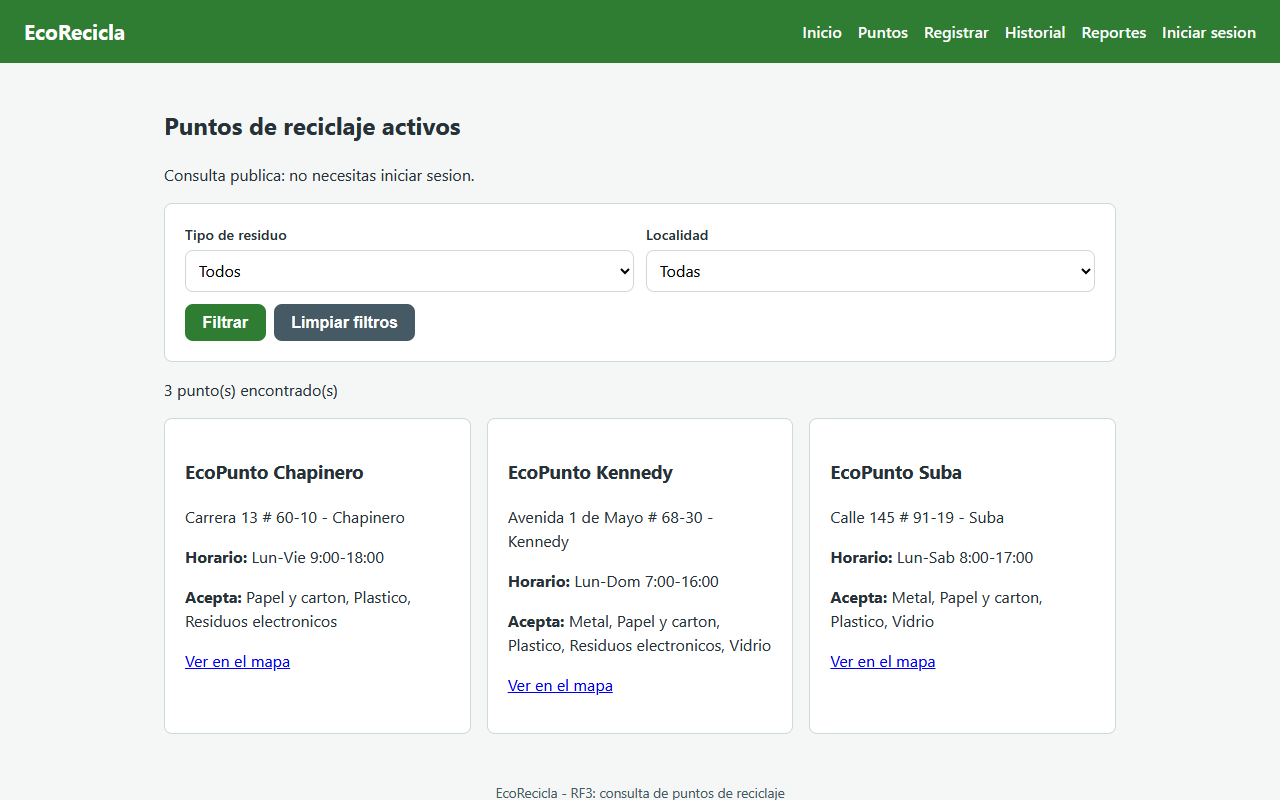 EcoRecicla
Inicio Puntos Registrar Historial Reportes Iniciar sesion
Puntos de reciclaje activos
Consulta publica: no necesitas iniciar sesion.
Tipo de residuo
Todos
Localidad
Todas
Filtrar
Limpiar filtros
3 punto(s) encontrado(s)
EcoPunto Chapinero
Carrera 13 # 60-10 - Chapinero
Horario: Lun-Vie 9:00-18:00
Acepta: Papel y carton, Plastico,
Residuos electronicos
Ver en el mapa
EcoPunto Kennedy
Avenida 1 de Mayo # 68-30 -
Kennedy
Horario: Lun-Dom 7:00-16:00
Acepta: Metal, Papel y carton,
Plastico, Residuos electronicos, Vidrio
Ver en el mapa
EcoPunto Suba
Calle 145 # 91-19 - Suba
Horario: Lun-Sab 8:00-17:00
Acepta: Metal, Papel y carton,
Plastico, Vidrio
Ver en el mapa
EcoRecicla - RF3: consulta de puntos de reciclaje